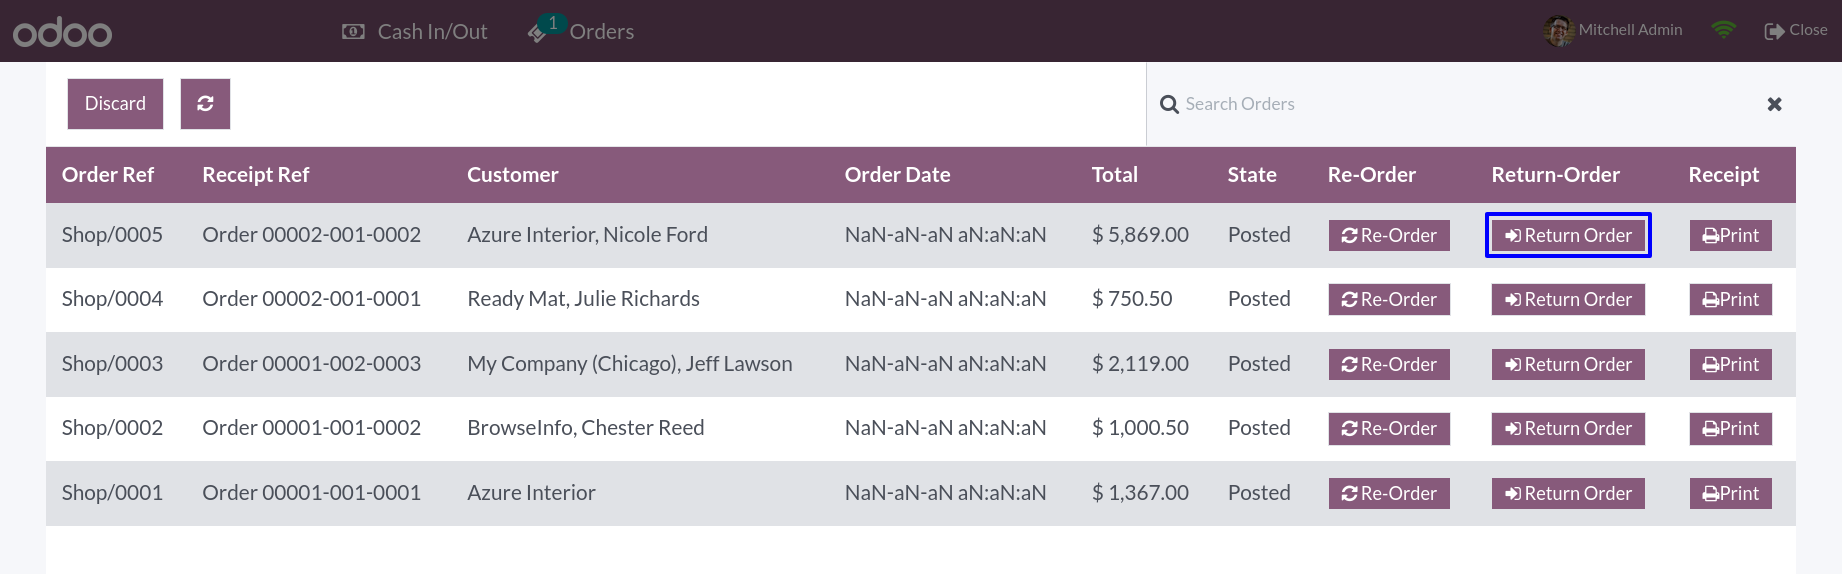 odoo Cash In/Out 1 Orders Mitchell Admin Close
Discard Search Orders
Order Ref Receipt Ref Customer Order Date Total State Re-Order Return-Order Receipt
Shop/0005 Order 00002-001-0002 Azure Interior, Nicole Ford NaN-aN-aN aN:aN:aN $ 5,869.00 Posted Re-Order Return Order Print
Shop/0004 Order 00002-001-0001 Ready Mat, Julie Richards NaN-aN-aN aN:aN:aN $ 750.50 Posted Re-Order Return Order Print
Shop/0003 Order 00001-002-0003 My Company (Chicago), Jeff Lawson NaN-aN-aN aN:aN:aN $ 2,119.00 Posted Re-Order Return Order Print
Shop/0002 Order 00001-001-0002 BrowseInfo, Chester Reed NaN-aN-aN aN:aN:aN $ 1,000.50 Posted Re-Order Return Order Print
Shop/0001 Order 00001-001-0001 Azure Interior NaN-aN-aN aN:aN:aN $ 1,367.00 Posted Re-Order Return Order Print